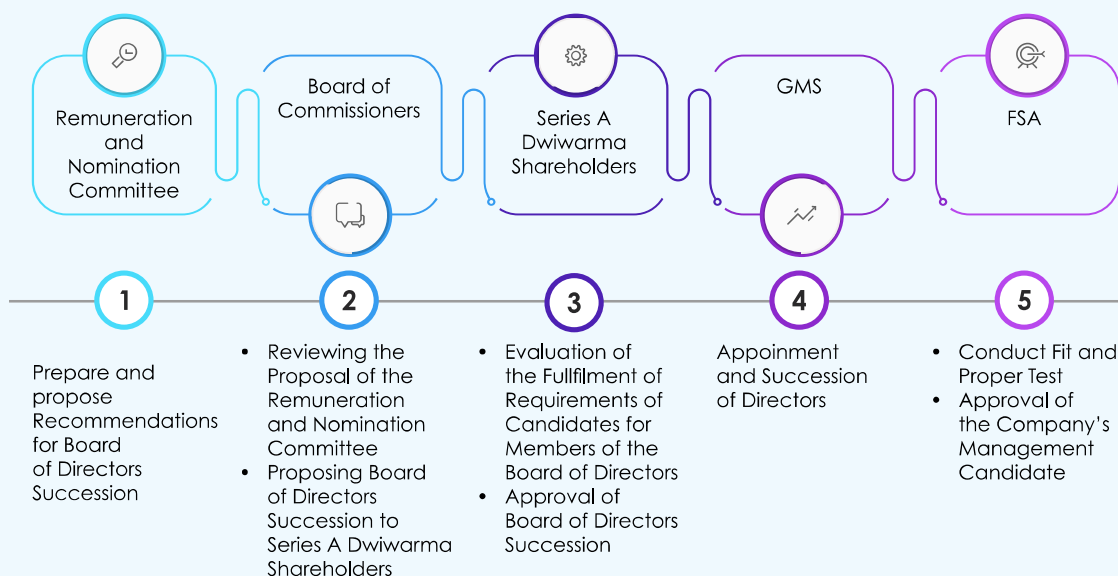 Remuneration
and
Nomination
Committee
Board of
Commissioners
Series A
Dwiwarma
Shareholders
GMS
FSA
1
2
3
4
5
Prepare and
propose
Recommendations
for Board
of Directors
Succession
• Reviewing the
Proposal of the
Remuneration
and Nomination
Committee
• Proposing Board
of Directors
Succession to
Series A Dwiwarma
Shareholders
• Evaluation of
the Fullfilment of
Requirements of
Candidates for
Members of the
Board of Directors
• Approval of
Board of Directors
Succession
Appoinment
and Succession
of Directors
• Conduct Fit and
Proper Test
• Approval of
the Company’s
Management
Candidate